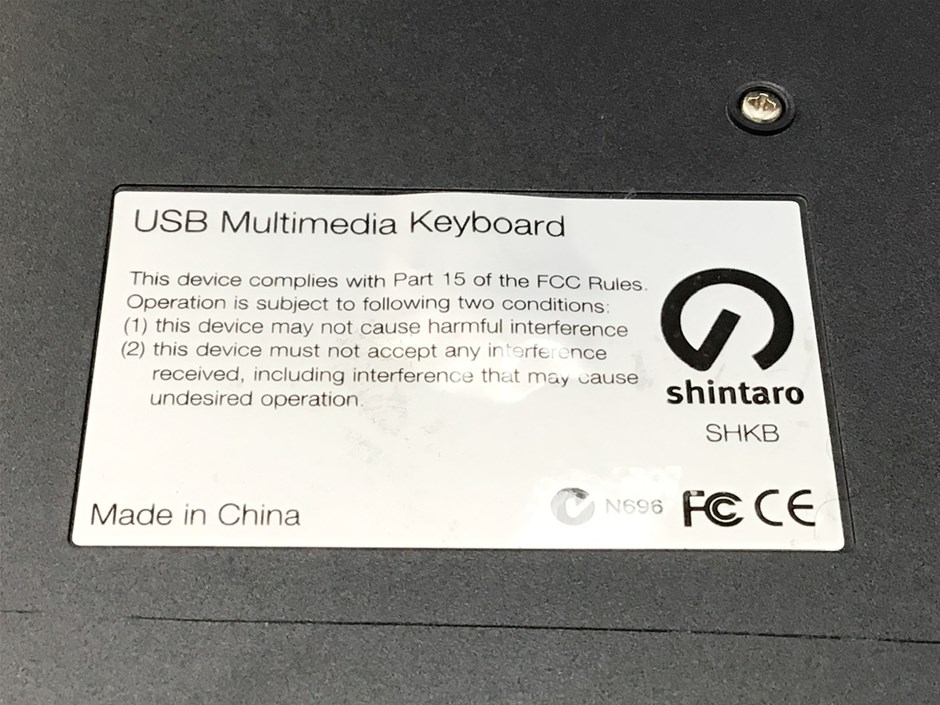 USB Multimedia Keyboard
This device complies with Part 15 of the FCC Rules.
Operation is subject to following two conditions:
(1) this device may not cause harmful interference
(2) this device must not accept any interference
received, including interference that may cause
undesired operation.
shintaro
SHKB
Made in China
N696 FC CE